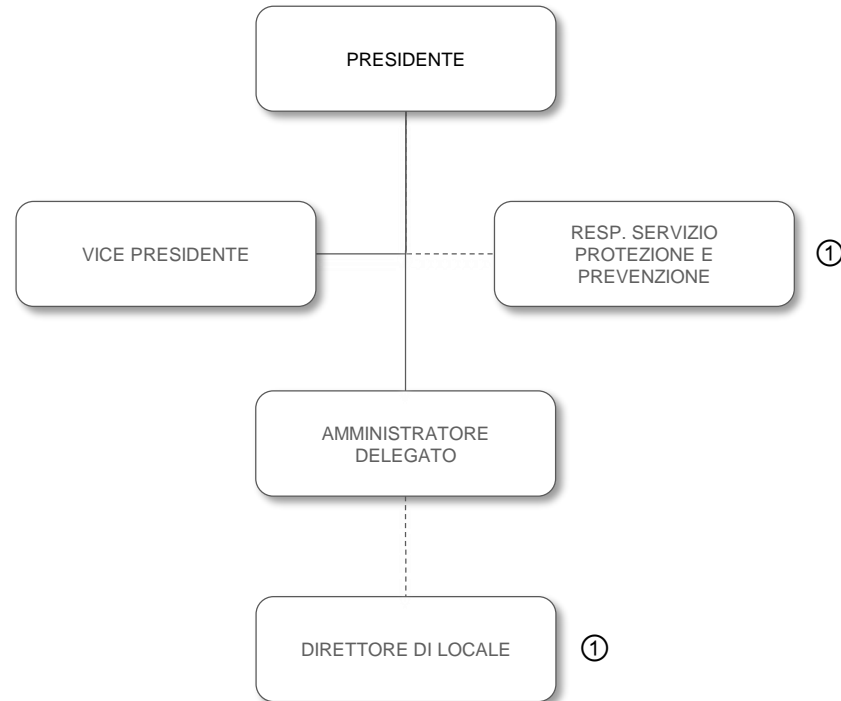 PRESIDENTE
VICE PRESIDENTE
RESP. SERVIZIO
PROTEZIONE E
PREVENZIONE
①
AMMINISTRATORE
DELEGATO
DIRETTORE DI LOCALE
①